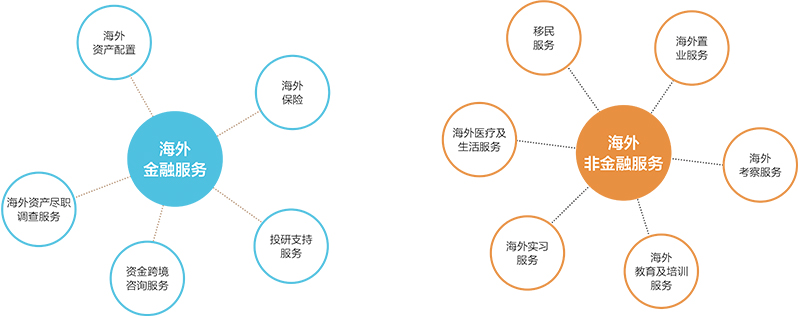 海外
资产配置
海外
保险
海外
金融服务
海外资产尽职
调查服务
资金跨境
咨询服务
投研支持
服务
移民
服务
海外置
业服务
海外医疗及
生活服务
海外
非金融服务
海外
考察服务
海外实习
服务
海外
教育及培训
服务